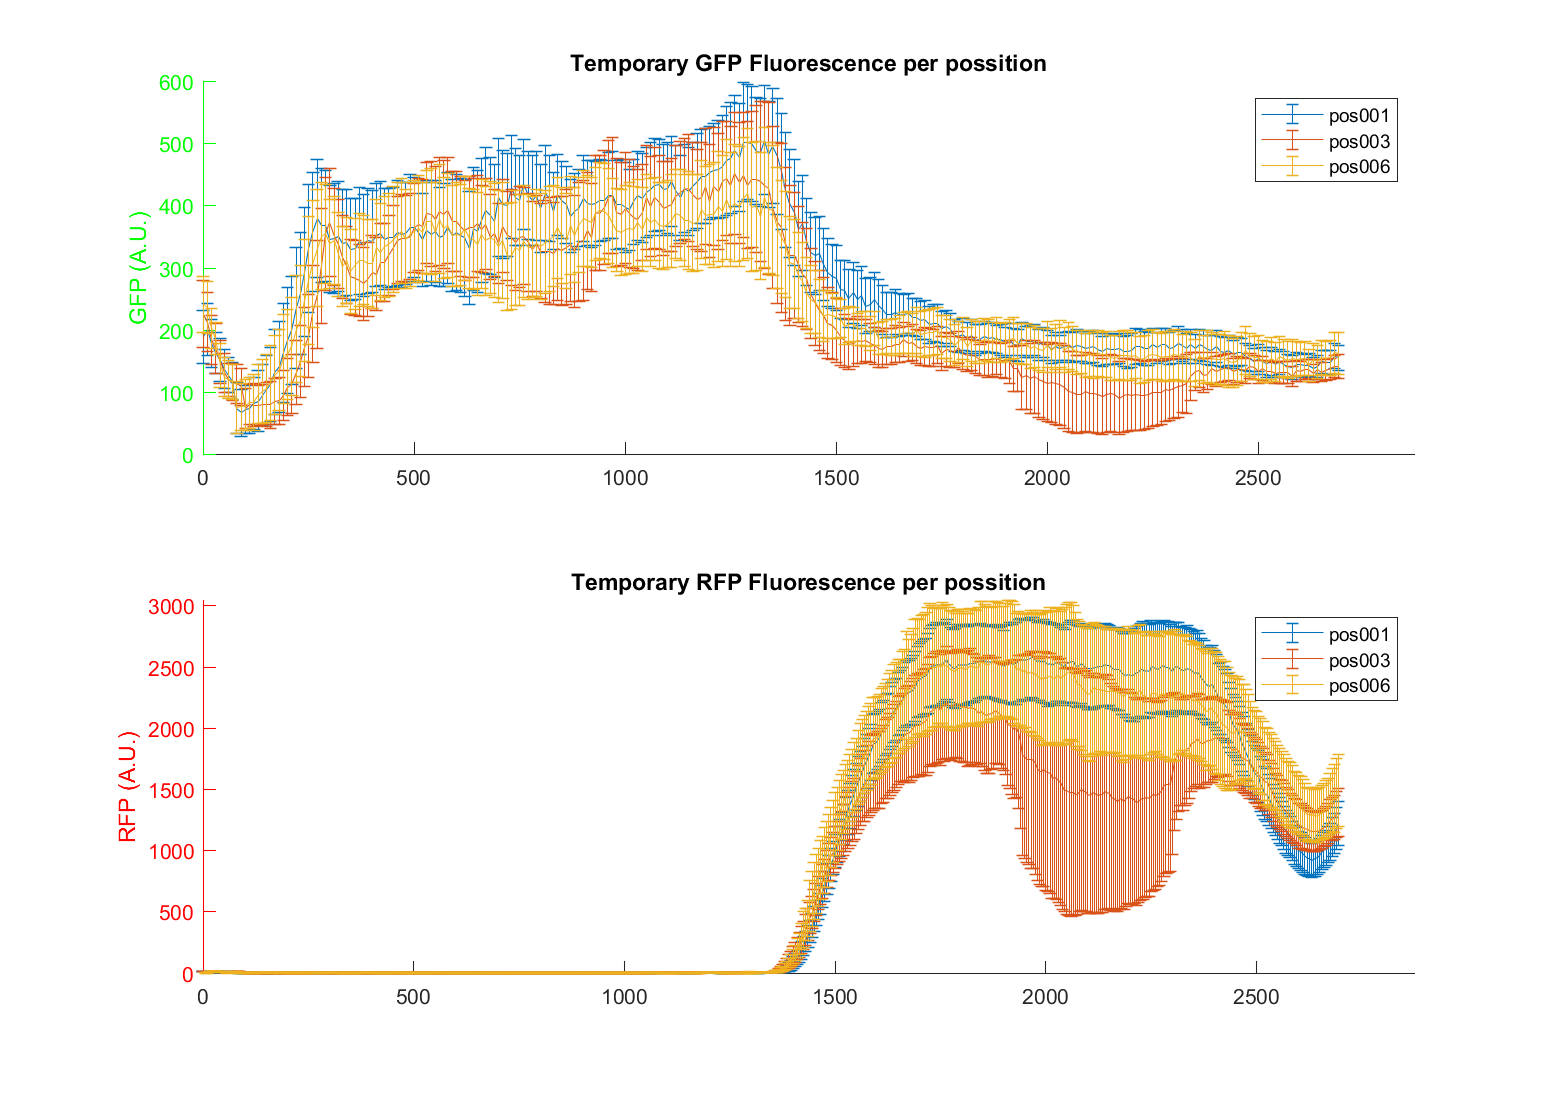 Temporary GFP Fluorescence per possition
600
500
400
300
200
100
0
GFP (A.U.)
0 500 1000 1500 2000 2500
pos001
pos003
pos006
Temporary RFP Fluorescence per possition
3000
2500
2000
1500
1000
500
0
RFP (A.U.)
0 500 1000 1500 2000 2500
pos001
pos003
pos006